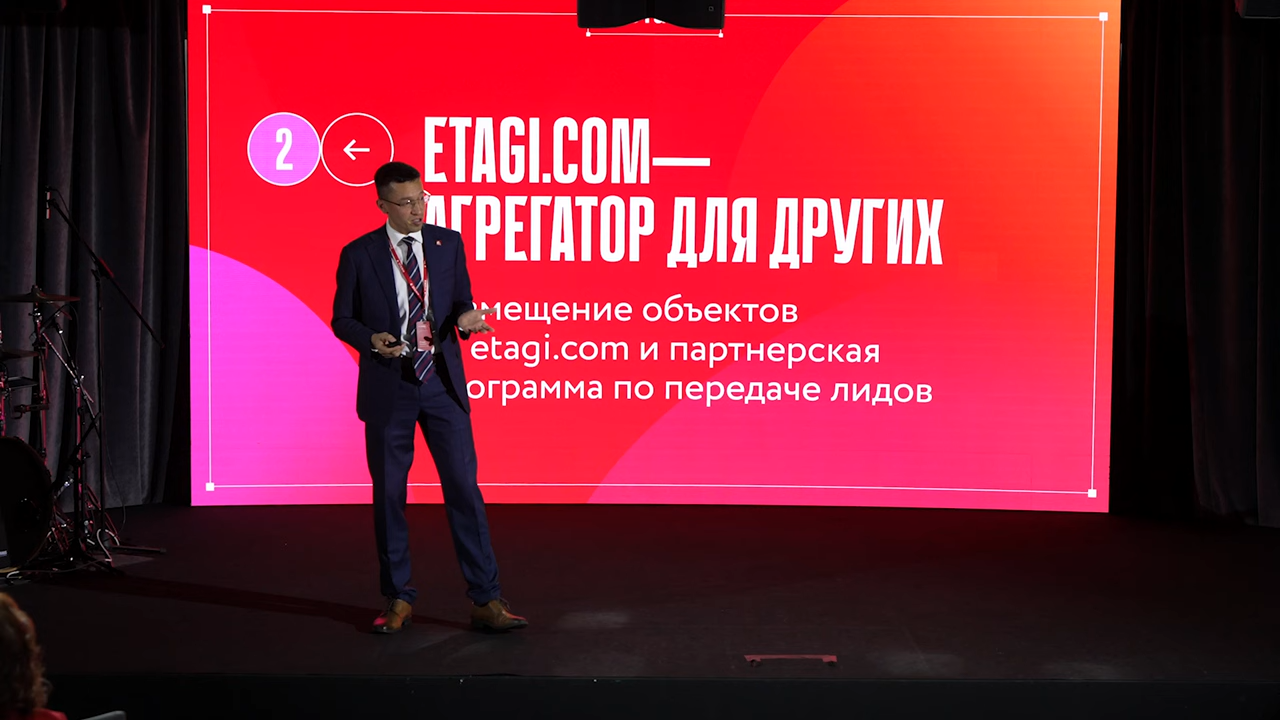 2
ETAGI.COM—
АГРЕГАТОР ДЛЯ ДРУГИХ
объектов
etagi.com и партнерская
по передаче лидов